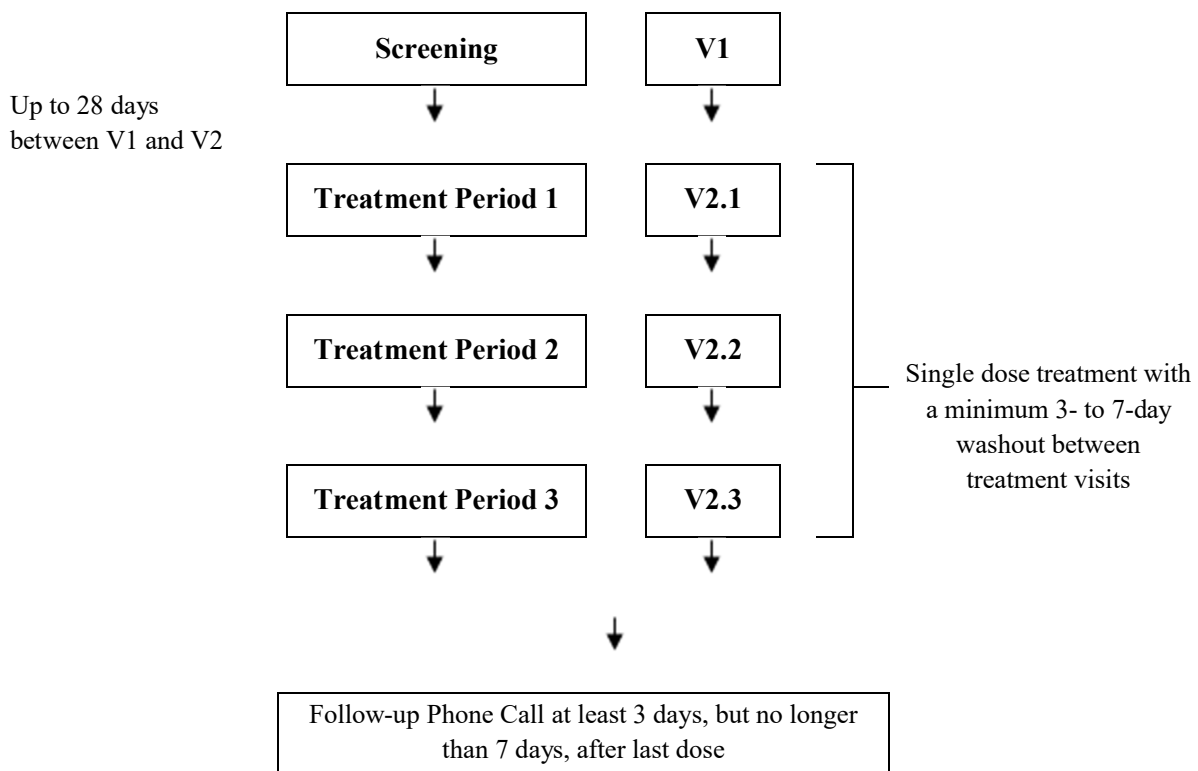 Screening
V1
Up to 28 days
between V1 and V2
Treatment Period 1
V2.1
Treatment Period 2
V2.2
Single dose treatment with
a minimum 3- to 7-day
washout between
treatment visits
Treatment Period 3
V2.3
Follow-up Phone Call at least 3 days, but no longer
than 7 days, after last dose